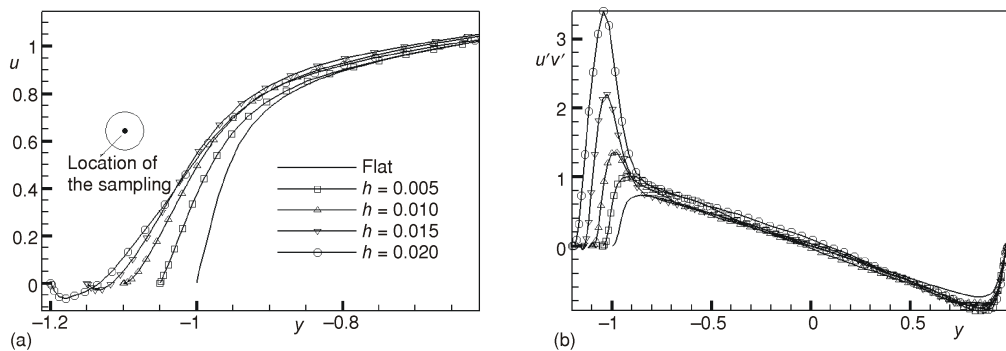 1
0.8
0.6
0.4
0.2
0
u
−1.2
−1
y
−0.8
(a)
Location of
the sampling
Flat
h = 0.005
h = 0.010
h = 0.015
h = 0.020
3
2
1
0
u'v'
−1
−0.5
0
0.5
y
(b)